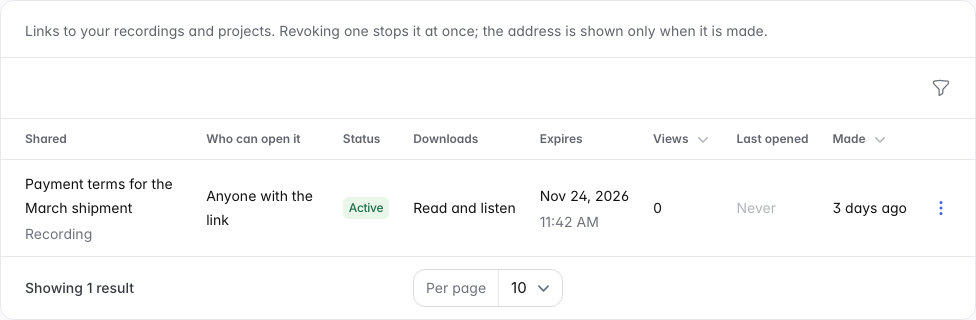 Links to your recordings and projects. Revoking one stops it at once; the address is shown only when it is made.
Shared Who can open it Status Downloads Expires Views Last opened Made
Payment terms for the
March shipment
Recording
Anyone with the
link
Active
Read and listen
Nov 24, 2026
11:42 AM
0
Never
3 days ago
Showing 1 result
Per page 10